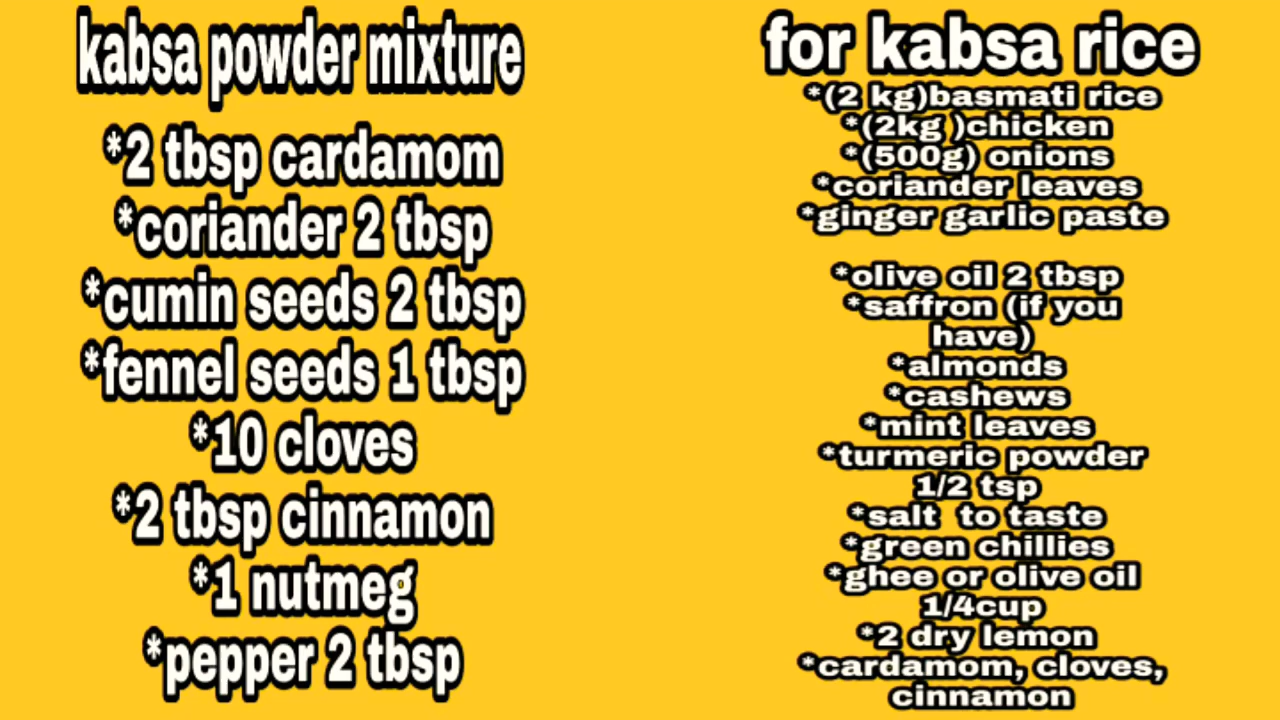 kabsa powder mixture
*2 tbsp cardamom
*coriander 2 tbsp
*cumin seeds 2 tbsp
*fennel seeds 1 tbsp
*10 cloves
*2 tbsp cinnamon
*1 nutmeg
*pepper 2 tbsp
for kabsa rice
*(2 kg)basmati rice
*(2kg )chicken
*(500g) onions
*coriander leaves
*ginger garlic paste
*olive oil 2 tbsp
*saffron (if you
have)
*almonds
*cashews
*mint leaves
*turmeric powder
1/2 tsp
*salt  to taste
*green chillies
*ghee or olive oil
1/4cup
*2 dry lemon
*cardamom, cloves,
cinnamon